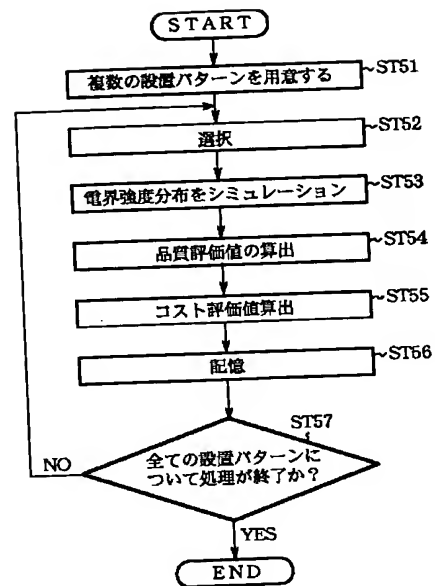 START
複数の設置パターンを用意する
ST51
選択
ST52
電界強度分布をシミュレーション
ST53
品質評価値の算出
ST54
コスト評価値算出
ST55
記憶
ST56
ST57
全ての設置パターンに
ついて処理が終了か?
NO
YES
END